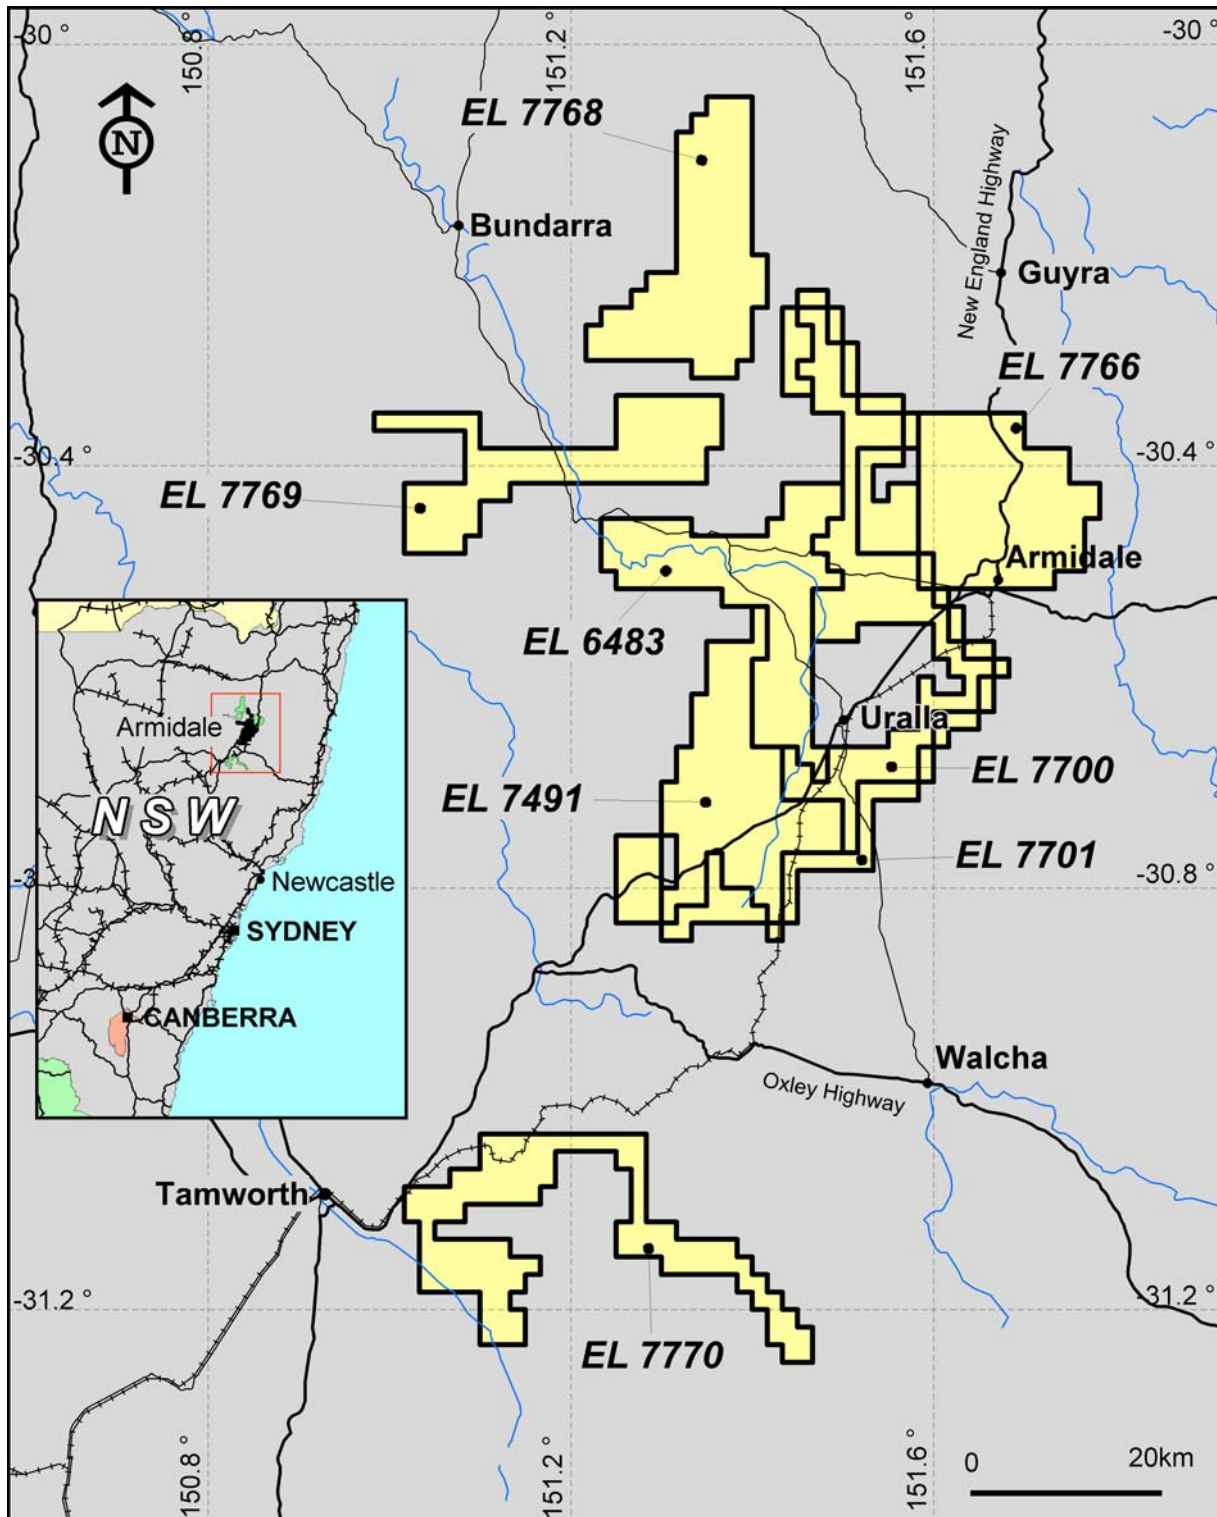 150.8 °
151.2 °
151.6 °
-30 °
-30 °
N
EL 7768
New England Highway
Bundarra
Guyra
EL 7766
-30.4 °
-30.4 °
EL 7769
Armidale
EL 6483
Armidale
Uralla
EL 7700
NSW
EL 7491
EL 7701
-3
Newcastle
-30.8 °
SYDNEY
CANBERRA
Walcha
Oxley Highway
Tamworth
-31.2 °
-31.2 °
EL 7770
150.8 °
151.2 °
151.6 °
0 20km